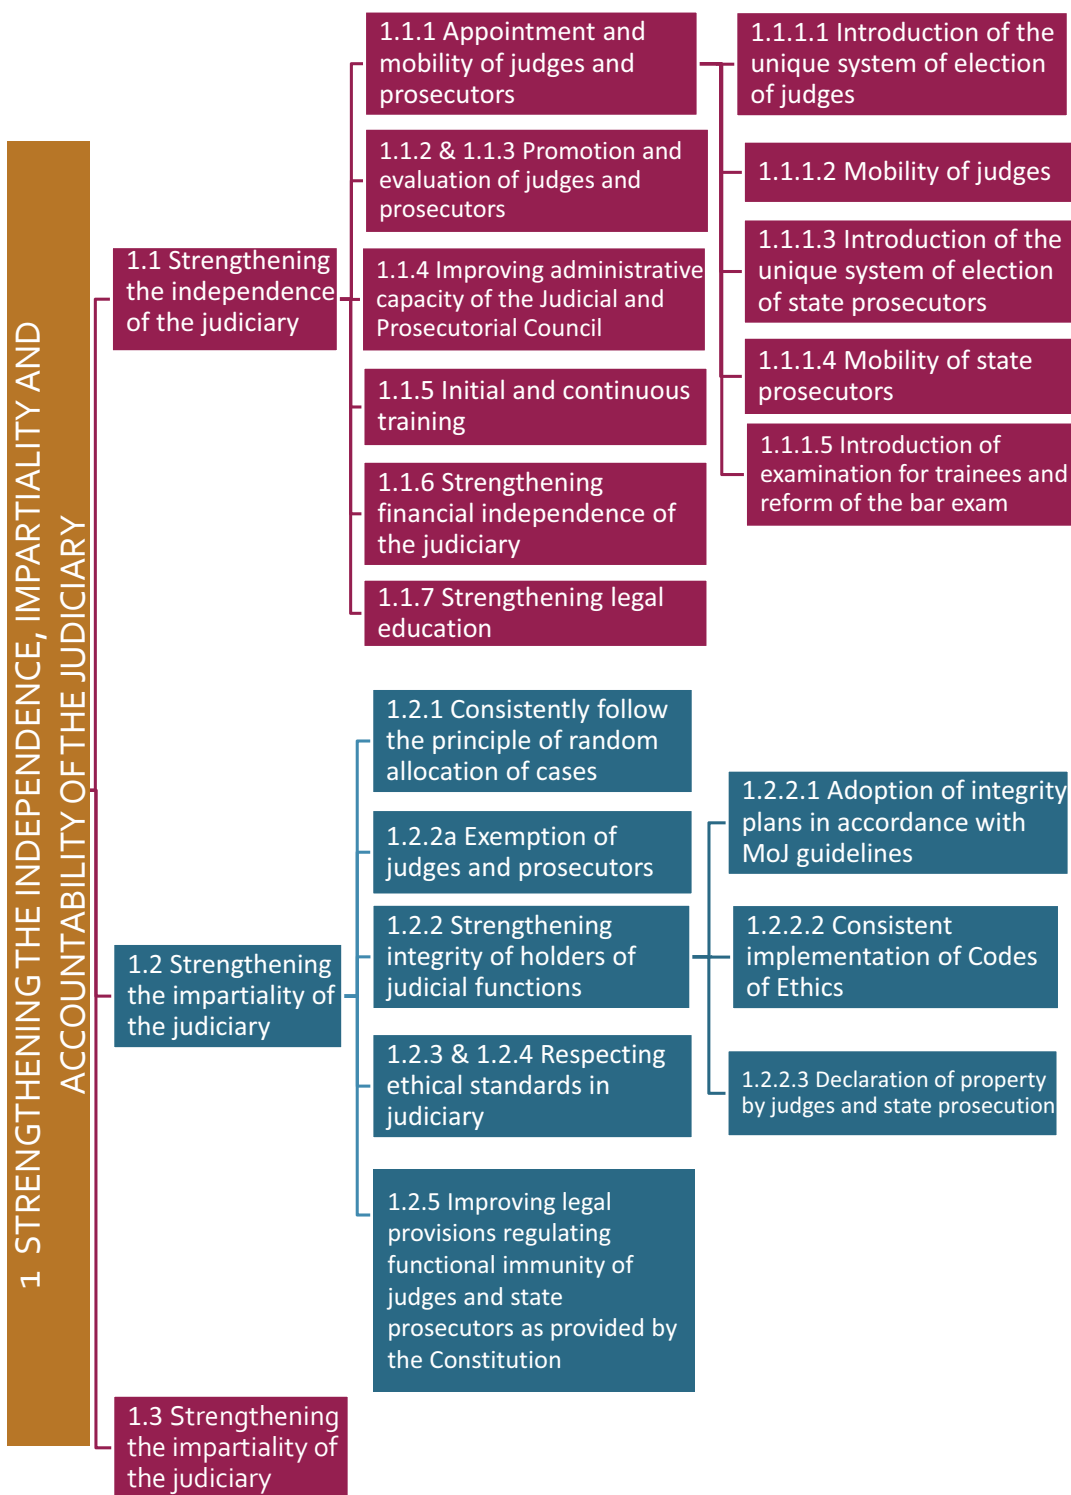 1 STRENGTHENING THE INDEPENDENCE, IMPARTIALITY AND
ACCOUNTABILITY OF THE JUDICIARY
1.1 Strengthening
the independence
of the judiciary
1.1.1 Appointment and
mobility of judges and
prosecutors
1.1.1.1 Introduction of the
unique system of election
of judges
1.1.1.2 Mobility of judges
1.1.1.3 Introduction of the
unique system of election
of state prosecutors
1.1.1.4 Mobility of state
prosecutors
1.1.1.5 Introduction of
examination for trainees and
reform of the bar exam
1.1.2 & 1.1.3 Promotion and
evaluation of judges and
prosecutors
1.1.4 Improving administrative
capacity of the Judicial and
Prosecutorial Council
1.1.5 Initial and continuous
training
1.1.6 Strengthening
financial independence of
the judiciary
1.1.7 Strengthening legal
education
1.2 Strengthening
the impartiality of
the judiciary
1.2.1 Consistently follow
the principle of random
allocation of cases
1.2.2a Exemption of
judges and prosecutors
1.2.2 Strengthening
integrity of holders of
judicial functions
1.2.2.1 Adoption of integrity
plans in accordance with
MoJ guidelines
1.2.2.2 Consistent
implementation of Codes
of Ethics
1.2.2.3 Declaration of property
by judges and state prosecution
1.2.3 & 1.2.4 Respecting
ethical standards in
judiciary
1.2.5 Improving legal
provisions regulating
functional immunity of
judges and state
prosecutors as provided by
the Constitution
1.3 Strengthening
the impartiality of
the judiciary